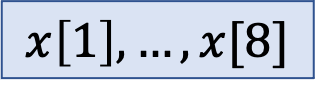 x[1], …, x[8]